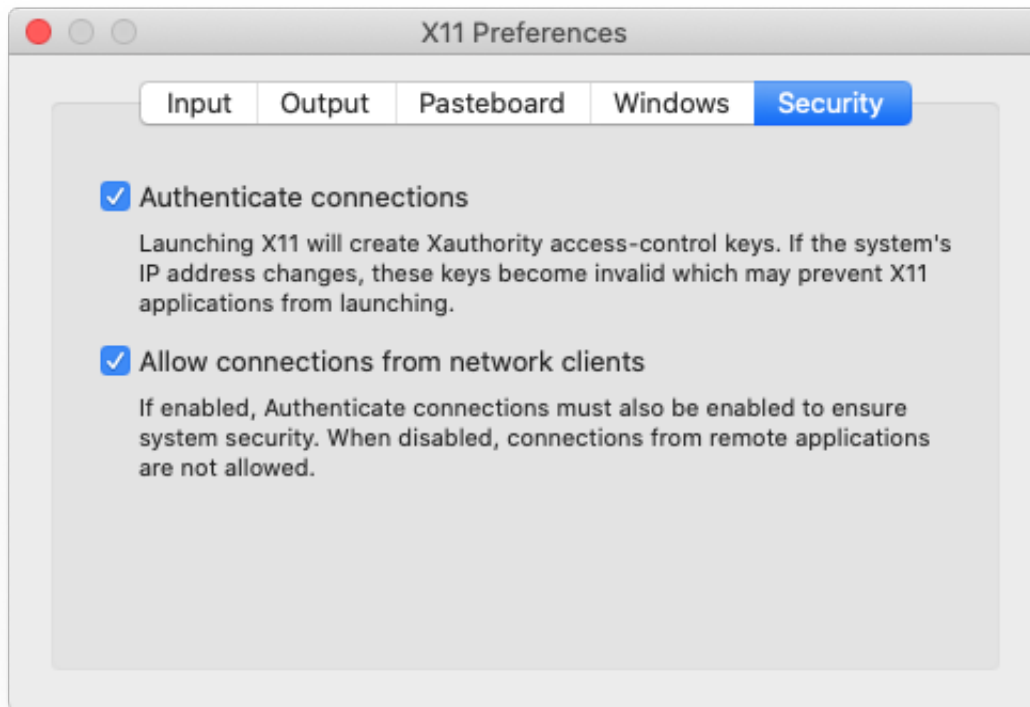 X11 Preferences
Input Output Pasteboard Windows Security
Authenticate connections
Launching X11 will create Xauthority access-control keys. If the system's
IP address changes, these keys become invalid which may prevent X11
applications from launching.
Allow connections from network clients
If enabled, Authenticate connections must also be enabled to ensure
system security. When disabled, connections from remote applications
are not allowed.